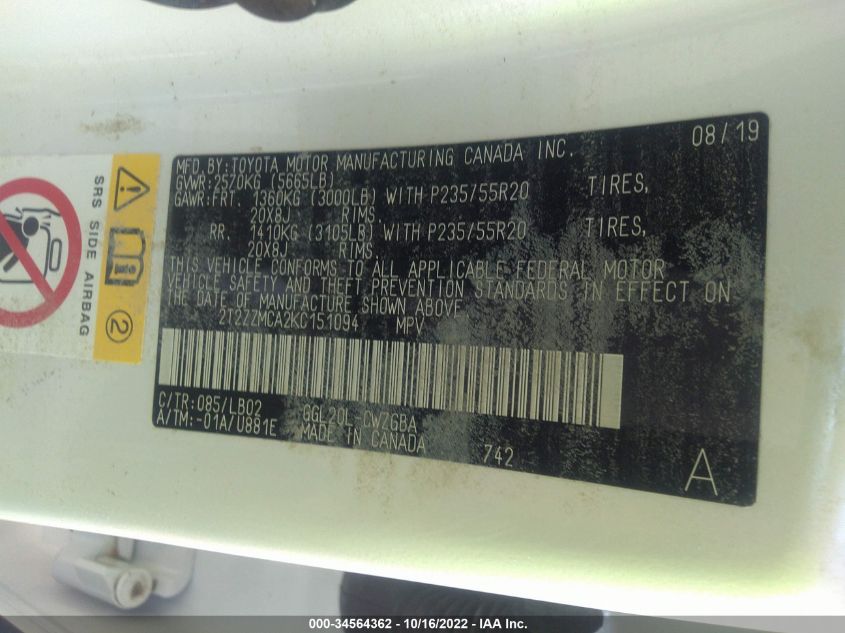 08/19
MFD. BY: TOYOTA MOTOR MANUFACTURING CANADA INC.
GVWR: 2570KG (5665LB)
GAWR: FRT. 1360KG (3000LB) WITH P235/55R20 TIRES,
20X8J RIMS.
RR. 1410KG (3105LB) WITH P235/55R20 TIRES,
20X8J RIMS.
THIS VEHICLE CONFORMS TO ALL APPLICABLE FEDERAL MOTOR
VEHICLE SAFETY AND THEFT PREVENTION STANDARDS IN EFFECT ON
THE DATE OF MANUFACTURE SHOWN ABOVE.
2T2ZZMCA2KC151094 MPV
C/TR: 085/LB02 GGL20L-CWZGBA
A/TM:-01A/U881E MADE IN CANADA 742
A
SRS SIDE AIRBAG
2
000-34564362 - 10/16/2022 - IAA Inc.